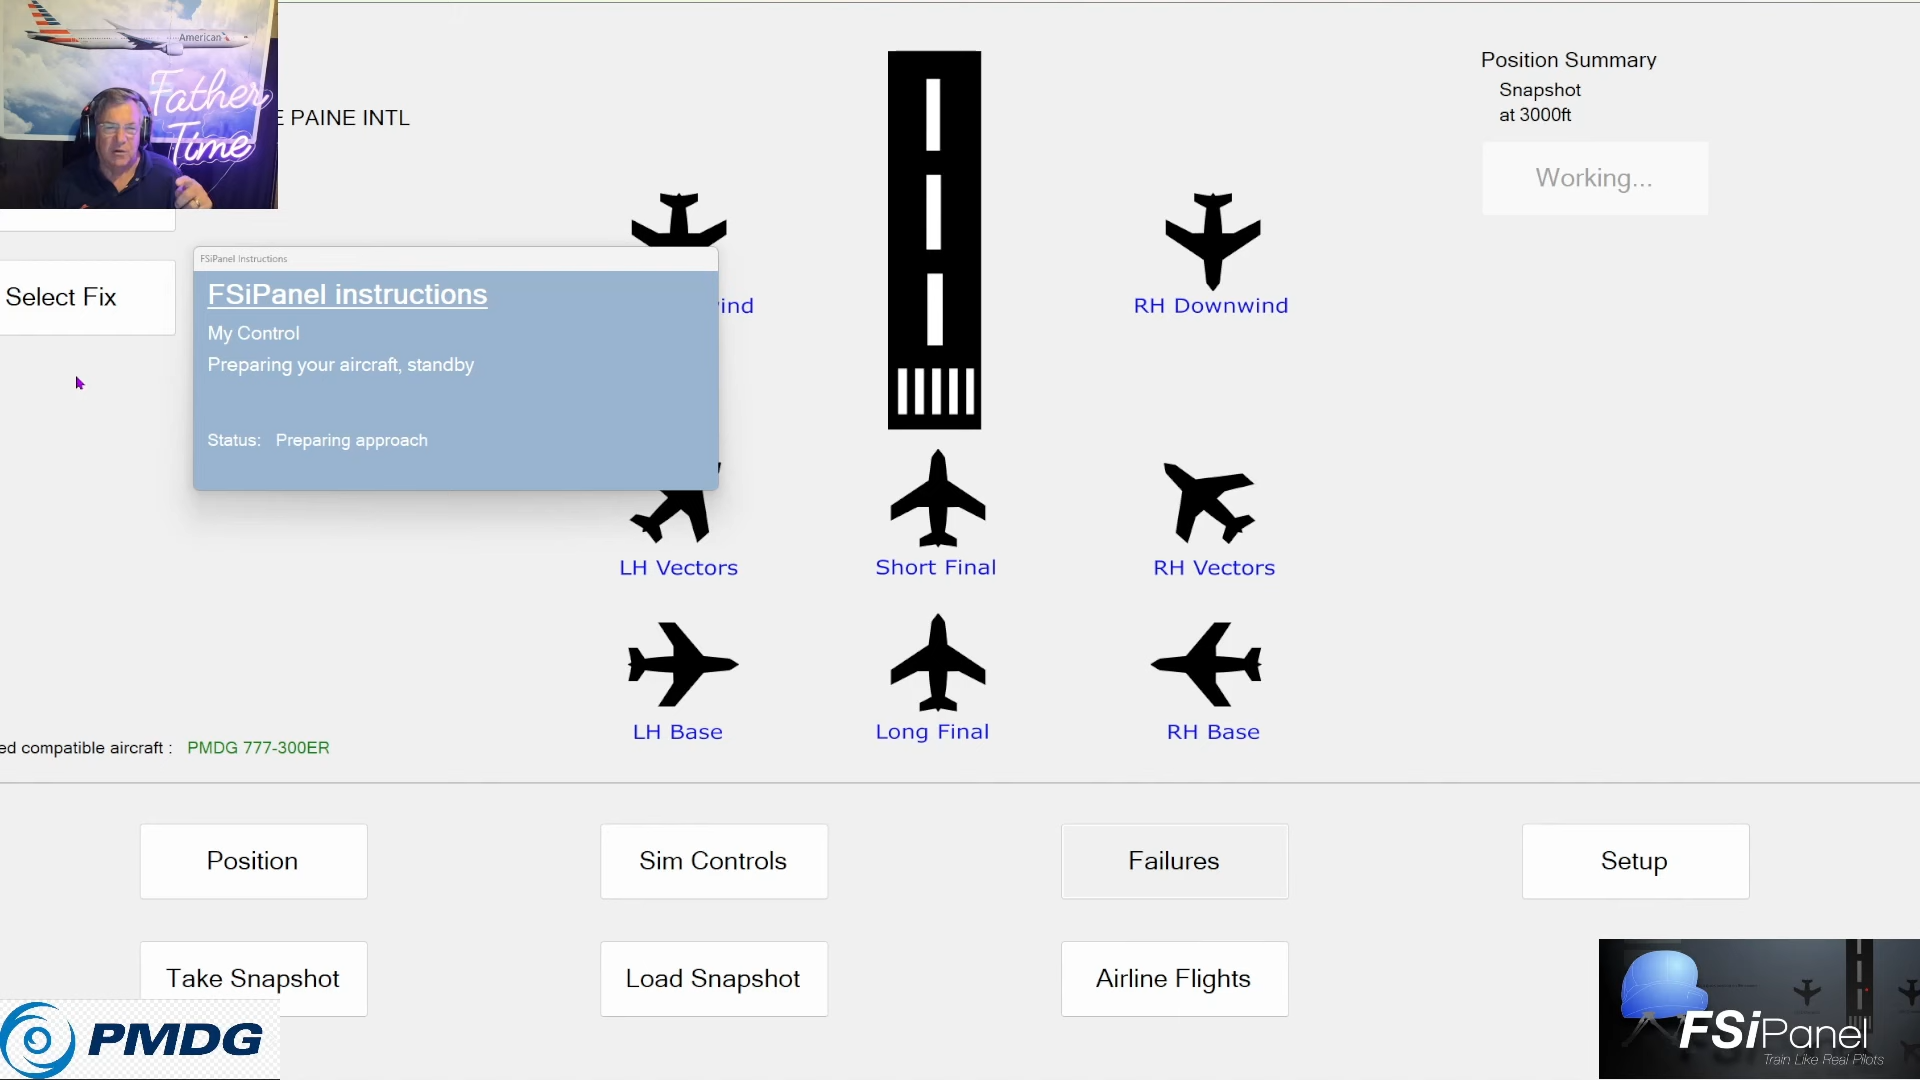 American
Father
Time
E PAINE INTL
Position Summary
Snapshot
at 3000ft
Working...
Select Fix
FSiPanel Instructions
FSiPanel instructions
My Control
Preparing your aircraft, standby
Status: Preparing approach
ind
RH Downwind
LH Vectors
Short Final
RH Vectors
LH Base
Long Final
RH Base
ed compatible aircraft : PMDG 777-300ER
Position
Sim Controls
Failures
Setup
Take Snapshot
Load Snapshot
Airline Flights
PMDG
FSiPanel
Train Like Real Pilots